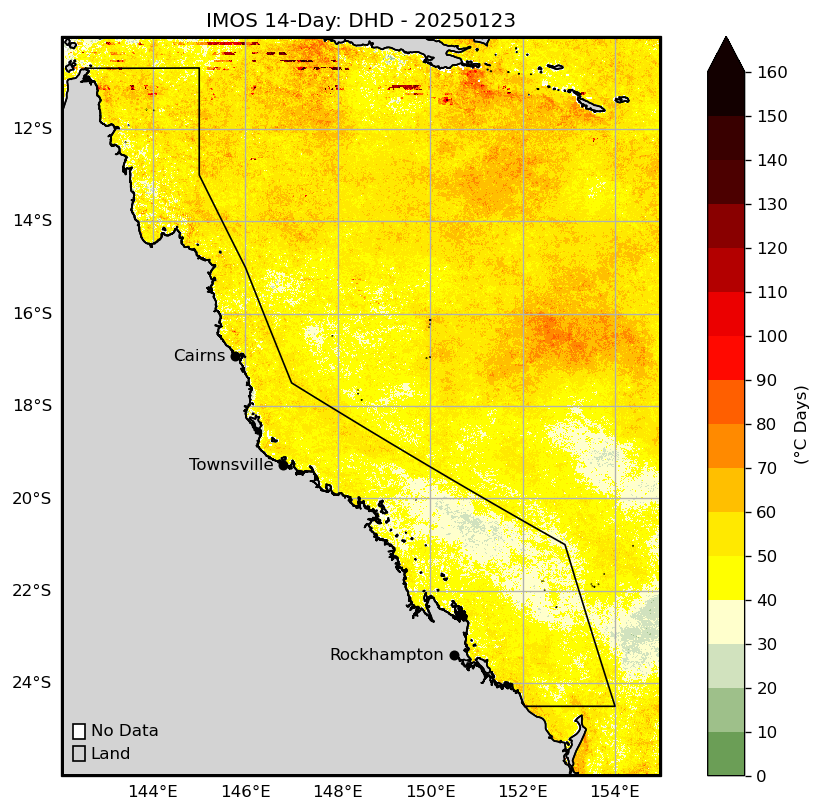 IMOS 14-Day: DHD - 20250123
12°S
14°S
16°S
18°S
20°S
22°S
24°S
Cairns
Townsville
Rockhampton
No Data
Land
144°E 146°E 148°E 150°E 152°E 154°E
160
150
140
130
120
110
100
90
80
70
60
50
40
30
20
10
0
(°C Days)